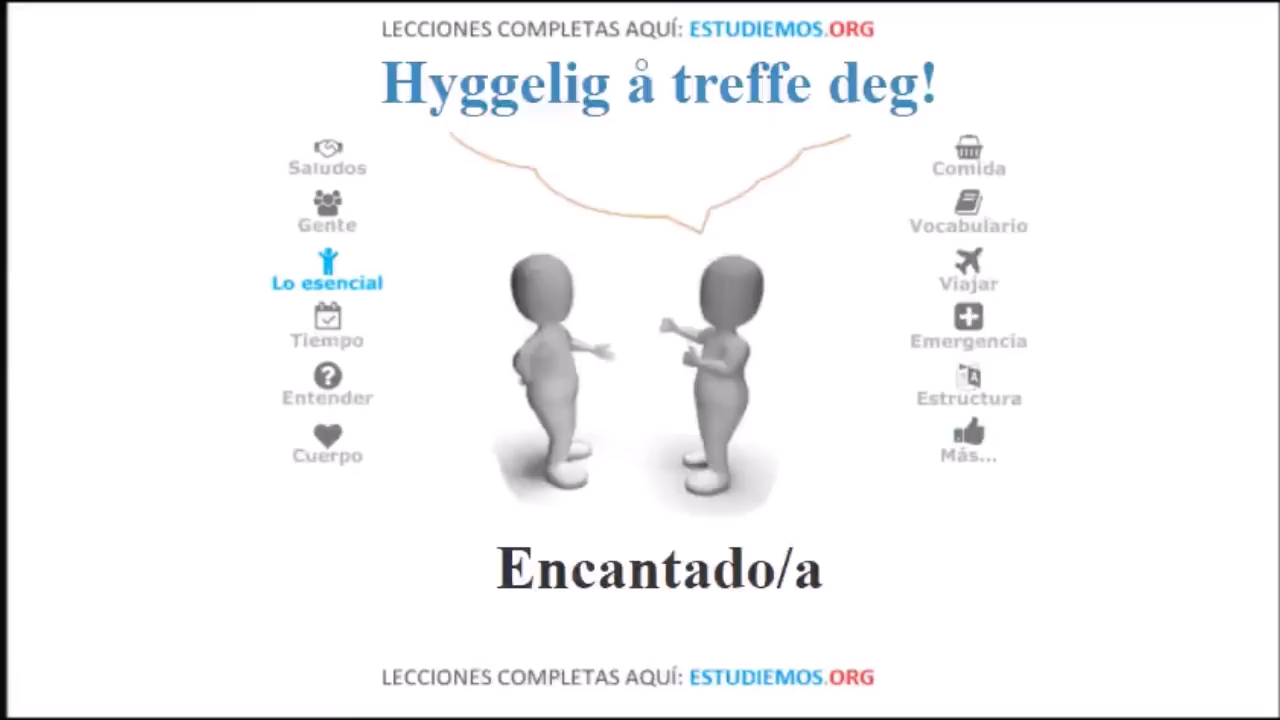 LECCIONES COMPLETAS AQUÍ: ESTUDIEMOS.ORG
Hyggelig å treffe deg!
Saludos
Gente
Lo esencial
Tiempo
Entender
Cuerpo
Comida
Vocabulario
Viajar
Emergencia
Estructura
Más...
Encantado/a
LECCIONES COMPLETAS AQUÍ: ESTUDIEMOS.ORG